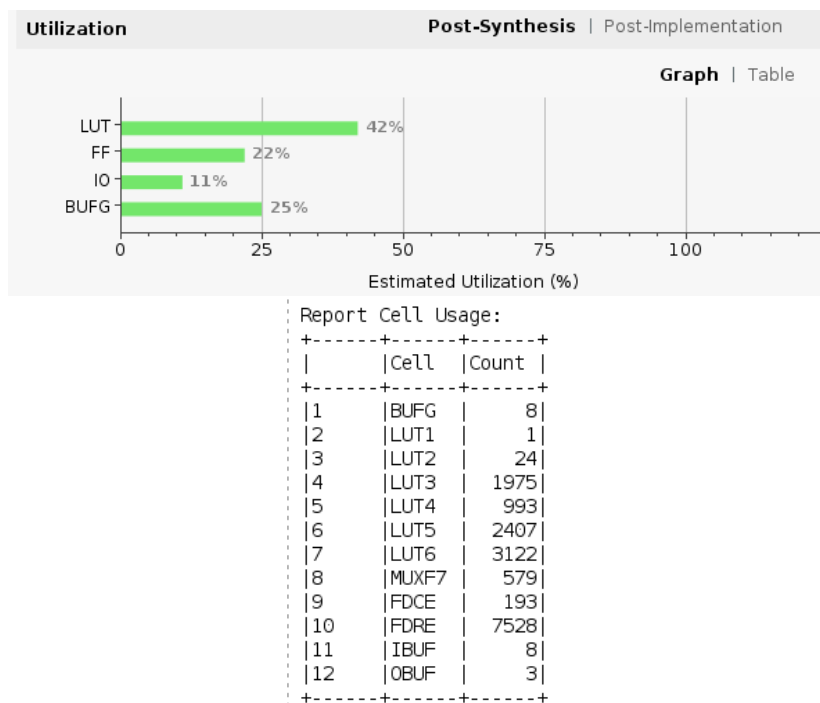 Utilization Post-Synthesis | Post-Implementation
Graph | Table
LUT 42%
FF 22%
IO 11%
BUFG 25%
0 25 50 75 100
Estimated Utilization (%)
Report Cell Usage:
+------+------+------+
|      |Cell  |Count |
+------+------+------+
|1     |BUFG  |     8|
|2     |LUT1  |     1|
|3     |LUT2  |    24|
|4     |LUT3  |  1975|
|5     |LUT4  |   993|
|6     |LUT5  |  2407|
|7     |LUT6  |  3122|
|8     |MUXF7 |   579|
|9     |FDCE  |   193|
|10    |FDRE  |  7528|
|11    |IBUF  |     8|
|12    |OBUF  |     3|
+------+------+------+